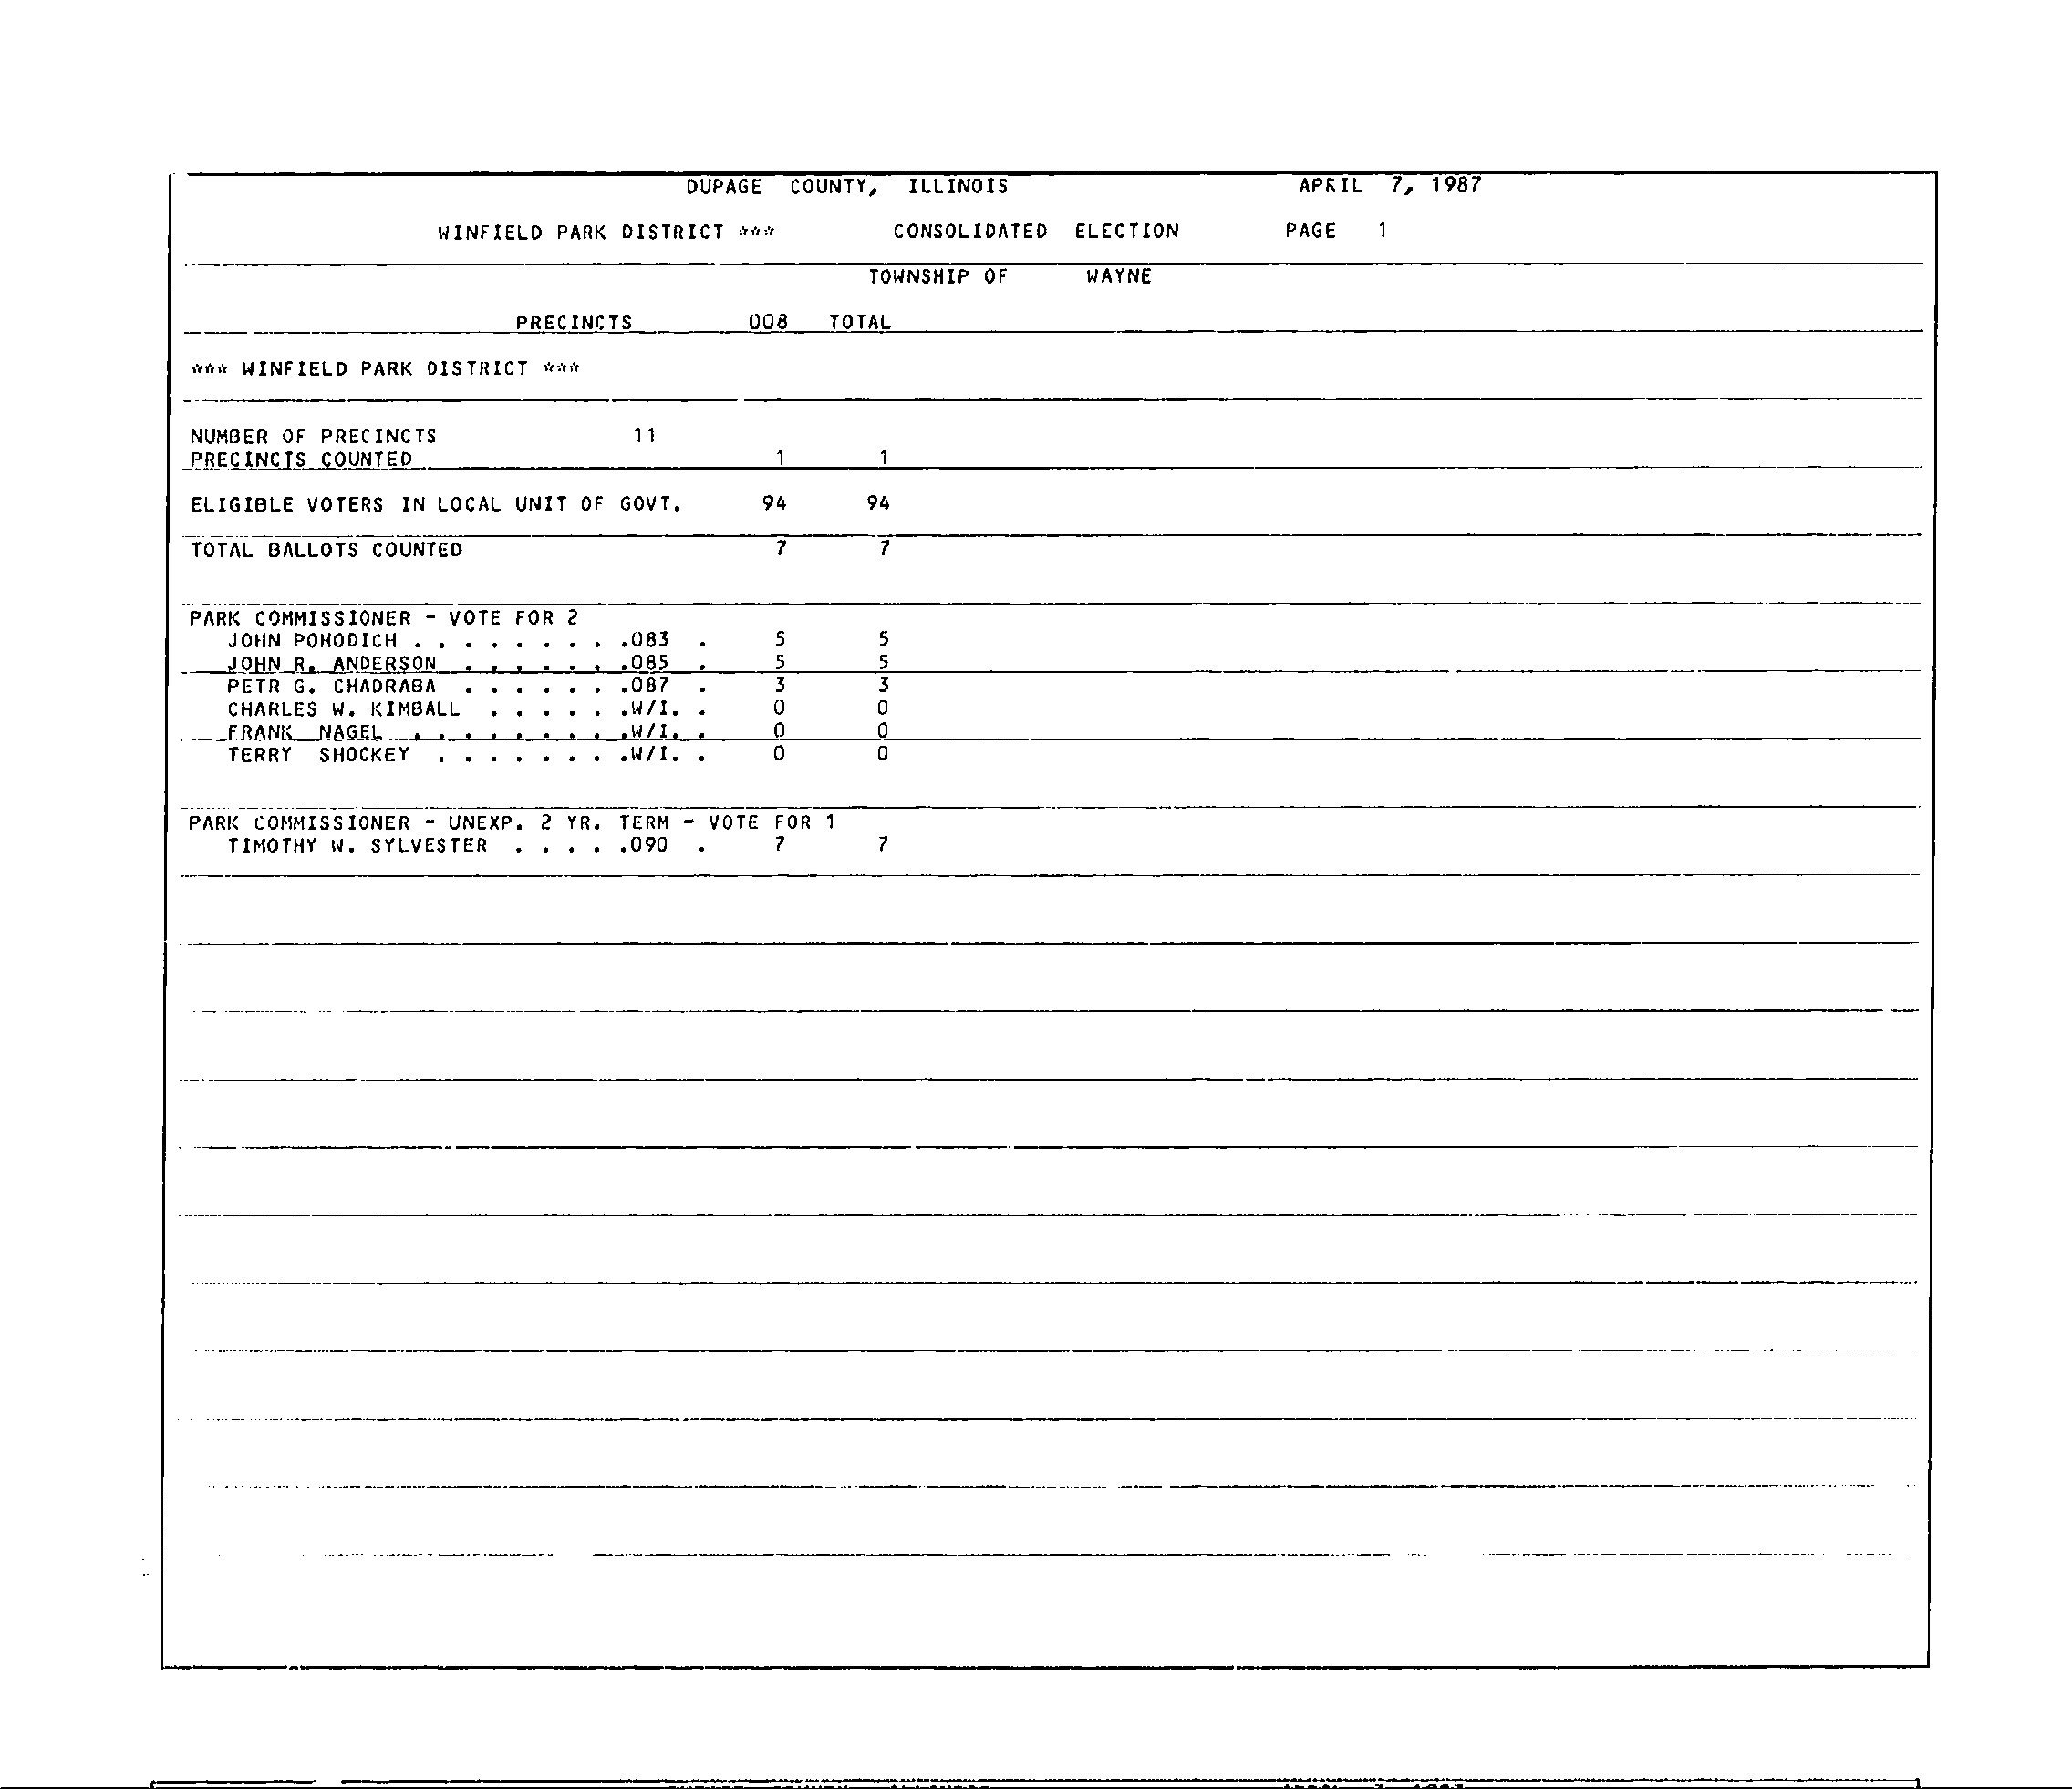 DUPAGE COUNTY, ILLINOIS APRIL 7, 1987
WINFIELD PARK DISTRICT *** CONSOLIDATED ELECTION PAGE 1
TOWNSHIP OF WAYNE
PRECINCTS 008 TOTAL
*** WINFIELD PARK DISTRICT ***
NUMBER OF PRECINCTS 11
PRECINCTS COUNTED 1 1
ELIGIBLE VOTERS IN LOCAL UNIT OF GOVT. 94 94
TOTAL BALLOTS COUNTED 7 7
PARK COMMISSIONER - VOTE FOR 2
JOHN POHODICH . . . . . . . . .083 . 5 5
JOHN R. ANDERSON . . . . . . .085 . 5 5
PETR G. CHADRABA . . . . . . .087 . 3 3
CHARLES W. KIMBALL . . . . . .W/I. . 0 0
FRANK NAGEL . . . . . . . . .W/I. . 0 0
TERRY SHOCKEY . . . . . . . .W/I. . 0 0
PARK COMMISSIONER - UNEXP. 2 YR. TERM - VOTE FOR 1
TIMOTHY W. SYLVESTER . . . . .090 . 7 7